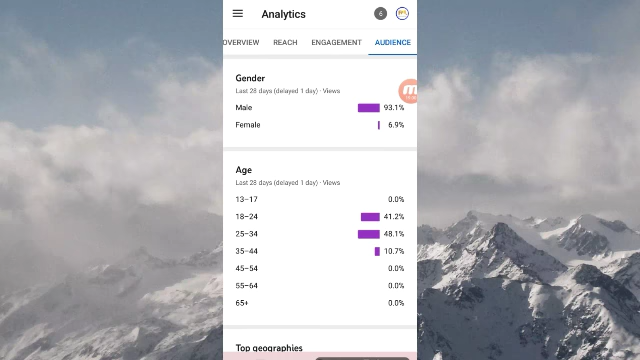 Analytics
6
OVERVIEW REACH ENGAGEMENT AUDIENCE
Gender
Last 28 days (delayed 1 day) · Views
Male 93.1%
Female 6.9%
Age
Last 28 days (delayed 1 day) · Views
13–17 0.0%
18–24 41.2%
25–34 48.1%
35–44 10.7%
45–54 0.0%
55–64 0.0%
65+ 0.0%
Top geographies